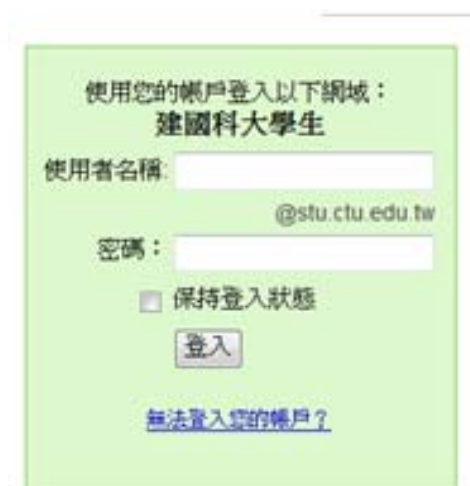 使用您的帳戶登入以下網域：
建國科大學生
使用者名稱:
@stu.ctu.edu.tw
密碼：
保持登入狀態
登入
無法登入您的帳戶？